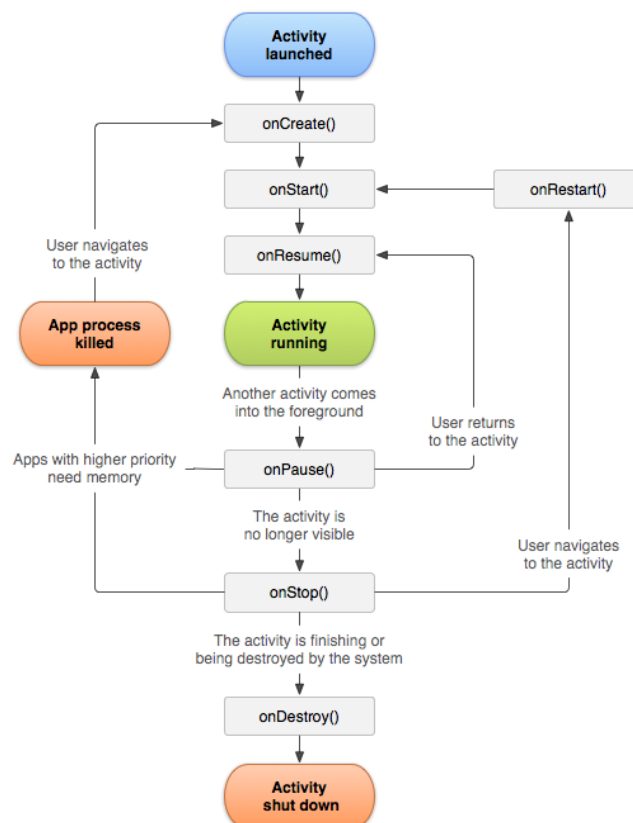 Activity
launched
onCreate()
onStart()
onRestart()
User navigates
to the activity
onResume()
App process
killed
Activity
running
Another activity comes
into the foreground
User returns
to the activity
Apps with higher priority
need memory
onPause()
The activity is
no longer visible
User navigates
to the activity
onStop()
The activity is finishing or
being destroyed by the system
onDestroy()
Activity
shut down